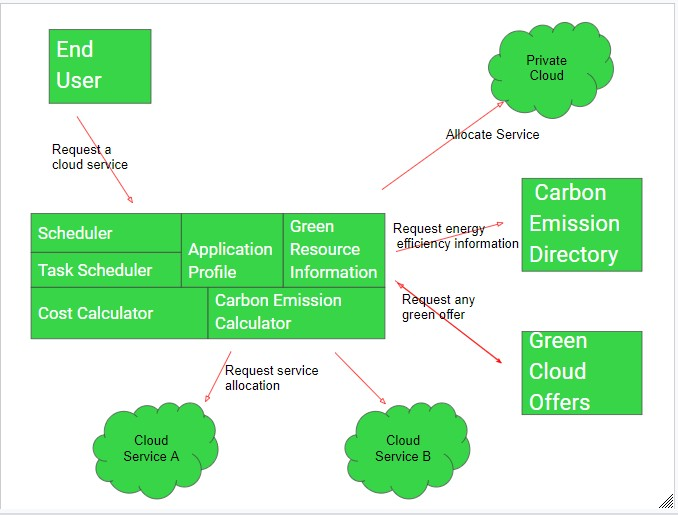 End
User
Private
Cloud
Request a
cloud service
Allocate Service
Carbon
Emission
Directory
Scheduler
Task Scheduler
Application
Profile
Green
Resource
Information
Request energy
efficiency information
Cost Calculator
Carbon Emission
Calculator
Request any
green offer
Green
Cloud
Offers
Request service
allocation
Cloud
Service A
Cloud
Service B